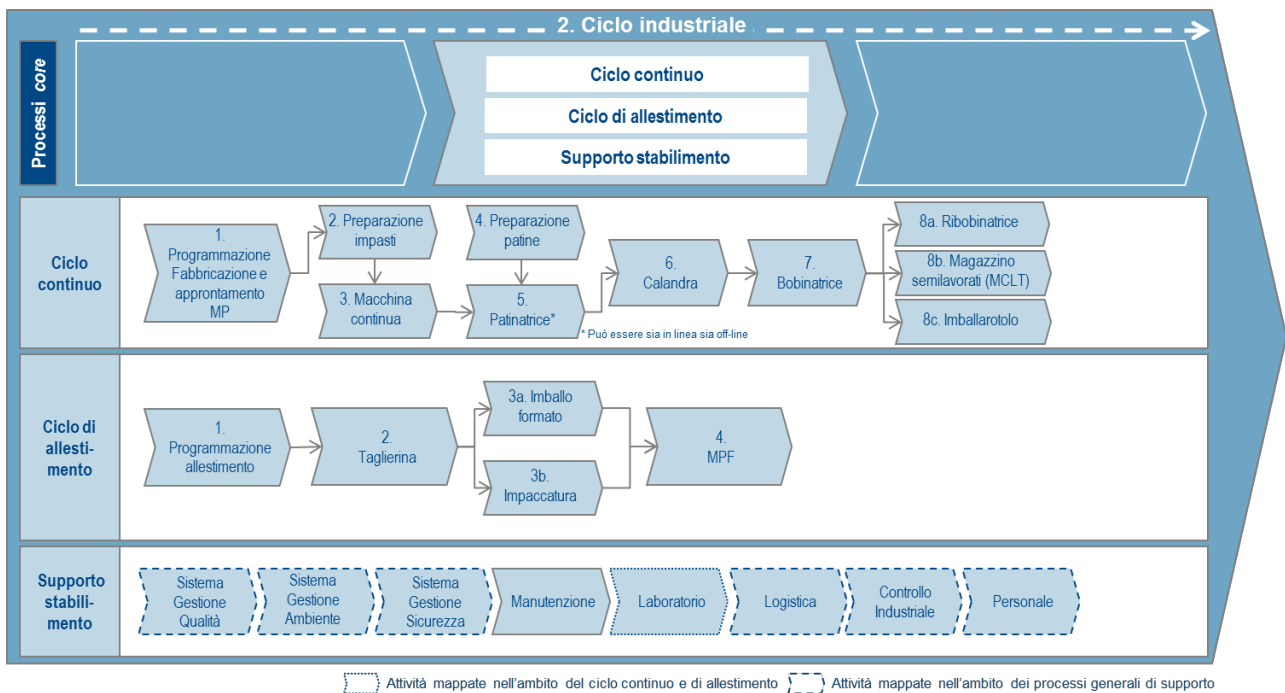 2. Ciclo industriale
Processi core
Ciclo continuo
Ciclo di allestimento
Supporto stabilimento
Ciclo
continuo
1.
Programmazione
Fabbricazione e
approntamento
MP
2. Preparazione
impasti
3. Macchina
continua
4. Preparazione
patine
5.
Patinatrice*
* Può essere sia in linea sia off-line
6.
Calandra
7.
Bobinatrice
8a. Ribobinatrice
8b. Magazzino
semilavorati (MCLT)
8c. Imballarotolo
Ciclo di
allesti-
mento
1.
Programmazione
allestimento
2.
Taglierina
3a. Imballo
formato
3b.
Impaccatura
4.
MPF
Supporto
stabili-
mento
Sistema
Gestione
Qualità
Sistema
Gestione
Ambiente
Sistema
Gestione
Sicurezza
Manutenzione
Laboratorio
Logistica
Controllo
Industriale
Personale
Attività mappate nell'ambito del ciclo continuo e di allestimento
Attività mappate nell'ambito dei processi generali di supporto